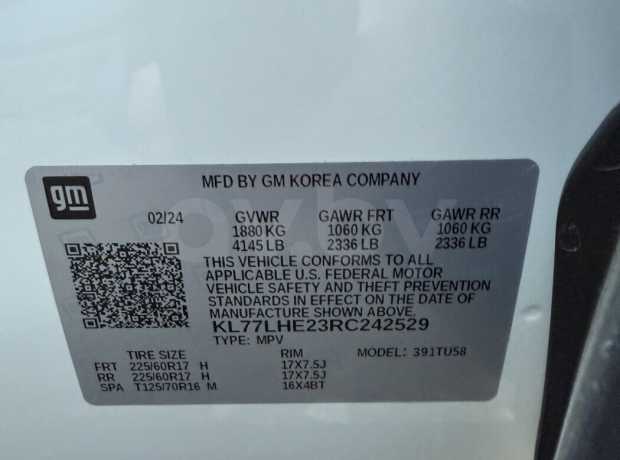 gm
MFD BY GM KOREA COMPANY
02/24 GVWR GAWR FRT GAWR RR
1880 KG 1060 KG 1060 KG
4145 LB 2336 LB 2336 LB
THIS VEHICLE CONFORMS TO ALL
APPLICABLE U.S. FEDERAL MOTOR
VEHICLE SAFETY AND THEFT PREVENTION
STANDARDS IN EFFECT ON THE DATE OF
MANUFACTURE SHOWN ABOVE.
KL77LHE23RC242529
TYPE: MPV
TIRE SIZE RIM MODEL: 391TU58
FRT 225/60R17 H 17X7.5J
RR 225/60R17 H 17X7.5J
SPA T125/70R16 M 16X4BT